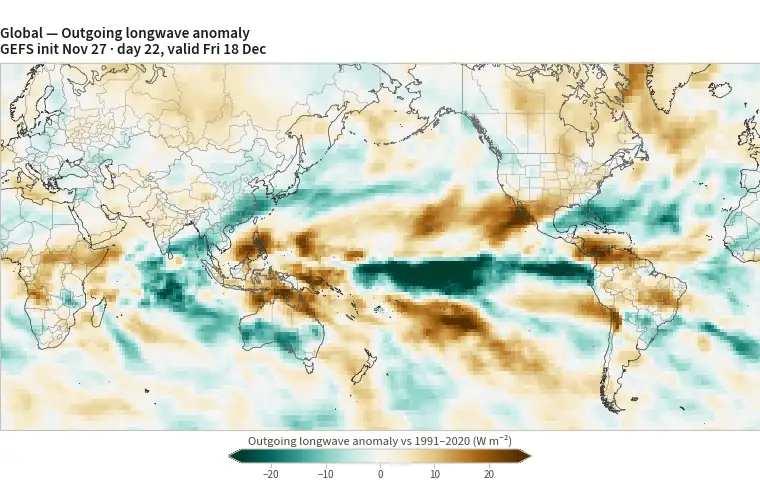 Global — Outgoing longwave anomaly
GEFS init Nov 27 · day 22, valid Fri 18 Dec
Outgoing longwave anomaly vs 1991–2020 (W m⁻²)
−20 −10 0 10 20